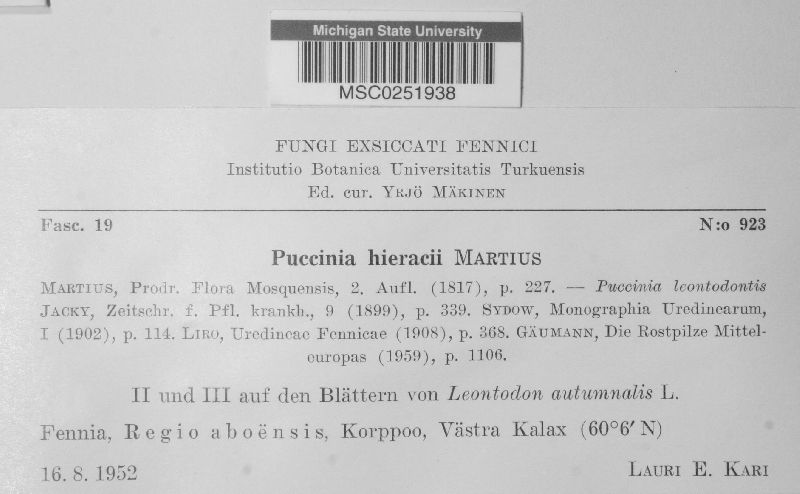 Michigan State University
MSC0251938
FUNGI EXSICCATI FENNICI
Institutio Botanica Universitatis Turkuensis
Ed. cur. YRJÖ MÄKINEN
Fasc. 19 N:o 923
Puccinia hieracii MARTIUS
MARTIUS, Prodr. Flora Mosquensis, 2. Aufl. (1817), p. 227. — Puccinia leontodontis
JACKY, Zeitschr. f. Pfl. krankh., 9 (1899), p. 339. SYDOW, Monographia Uredinearum,
I (1902), p. 114. LIRO, Uredineae Fennicae (1908), p. 368. GÄUMANN, Die Rostpilze Mittel-
europas (1959), p. 1106.
II und III auf den Blättern von Leontodon autumnalis L.
Fennia, Regio aboënsis, Korppoo, Västra Kalax (60°6′ N)
16. 8. 1952 LAURI E. KARI